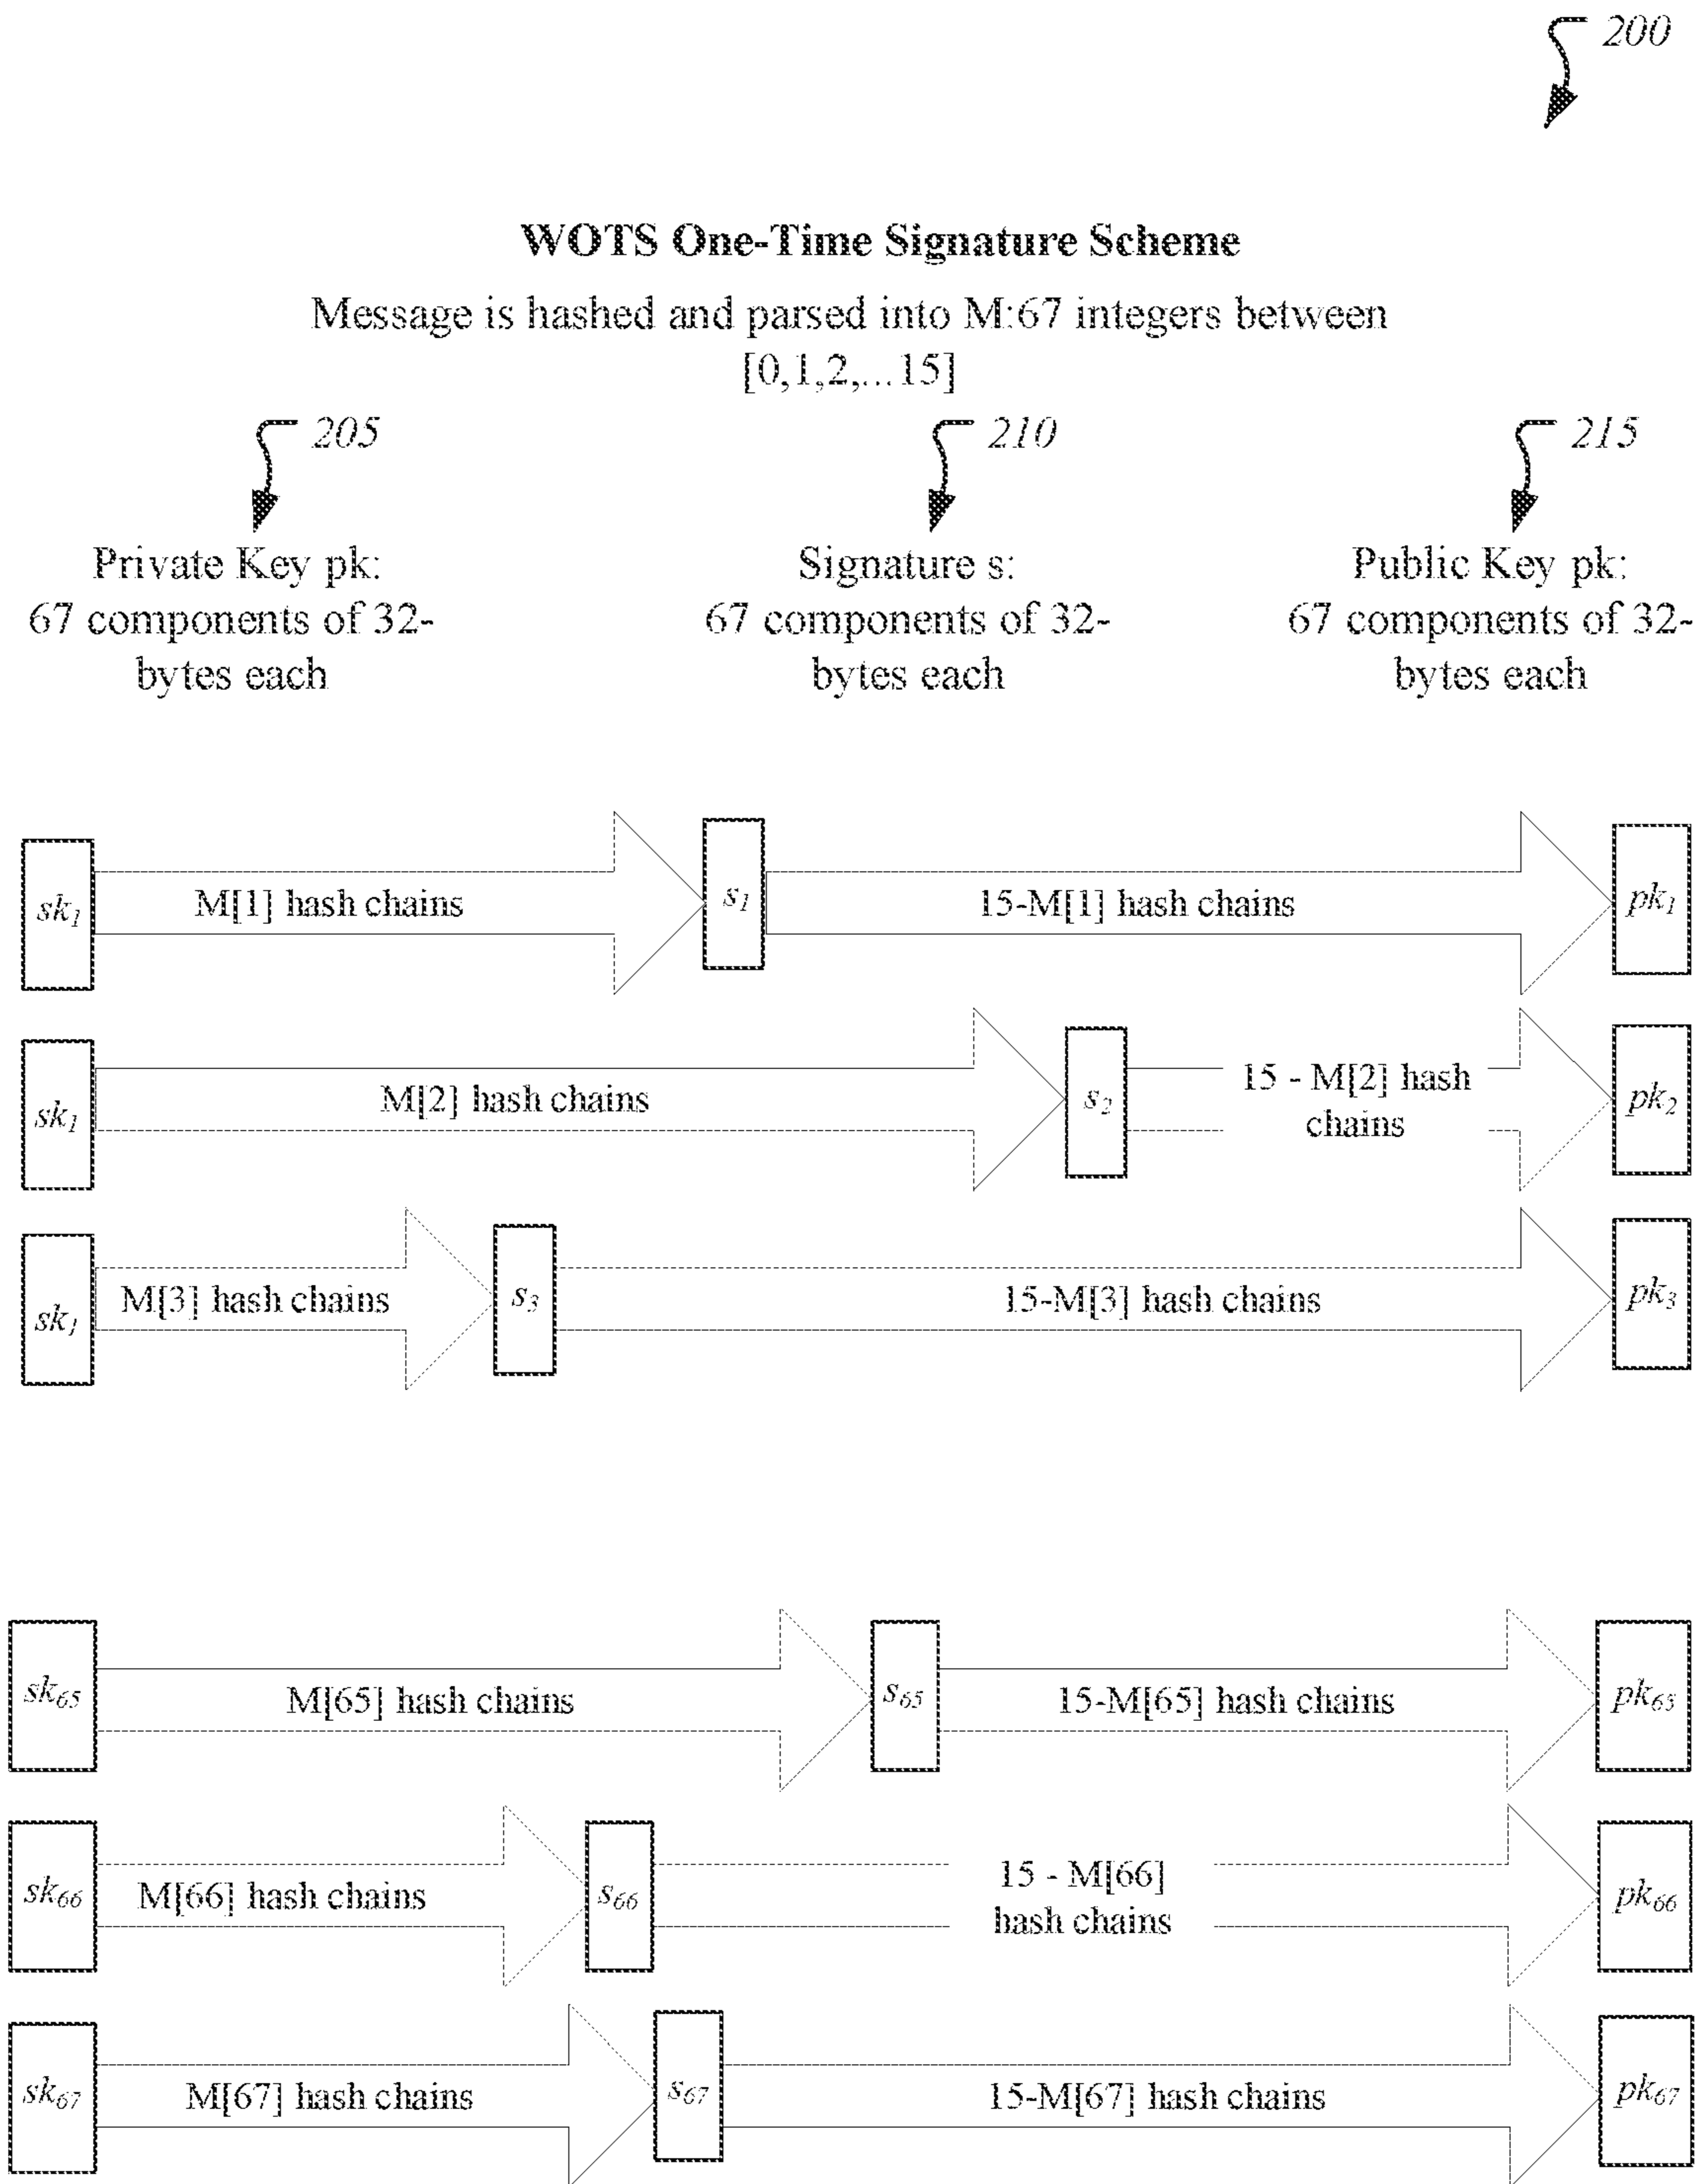 200
WOTS One-Time Signature Scheme
Message is hashed and parsed into M:67 integers between
[0,1,2,...15]
205
210
215
Private Key pk:
67 components of 32-
bytes each
Signature s:
67 components of 32-
bytes each
Public Key pk:
67 components of 32-
bytes each
sk1
M[1] hash chains
s1
15-M[1] hash chains
pk1
sk1
M[2] hash chains
s2
15 - M[2] hash
chains
pk2
sk1
M[3] hash chains
s3
15-M[3] hash chains
pk3
sk65
M[65] hash chains
s65
15-M[65] hash chains
pk65
sk66
M[66] hash chains
s66
15 - M[66]
hash chains
pk66
sk67
M[67] hash chains
s67
15-M[67] hash chains
pk67